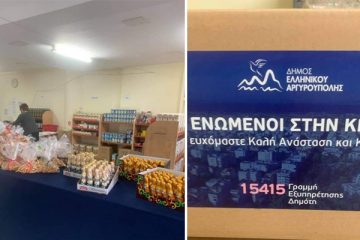 ΔΗΜΟΣ
ΕΛΛΗΝΙΚΟΥ
ΑΡΓΥΡΟΥΠΟΛΗΣ
ΕΝΩΜΕΝΟΙ ΣΤΗΝ
ευχόμαστε Καλή Ανάσταση και
15415 Γραμμή
Εξυπηρέτησης
Δημότη